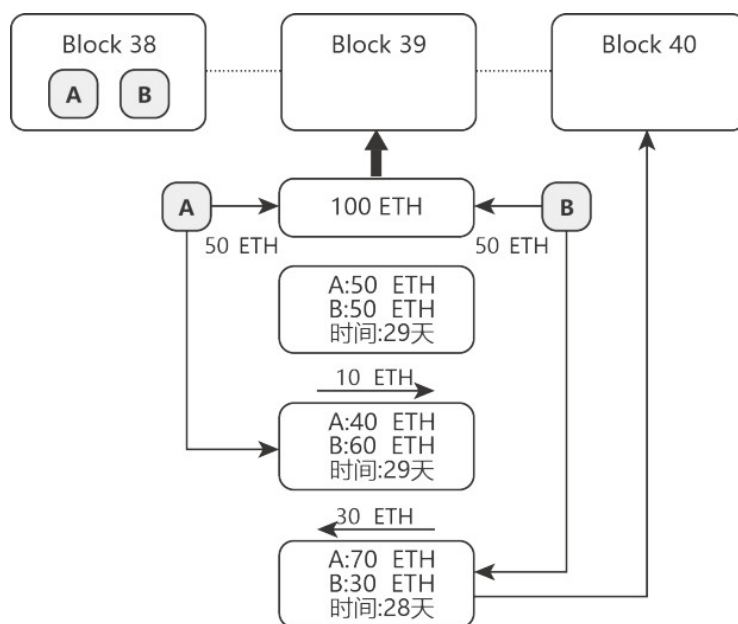 Block 38
A B
Block 39
Block 40
A
100 ETH
B
50 ETH
50 ETH
A:50 ETH
B:50 ETH
时间:29天
10 ETH
A:40 ETH
B:60 ETH
时间:29天
30 ETH
A:70 ETH
B:30 ETH
时间:28天